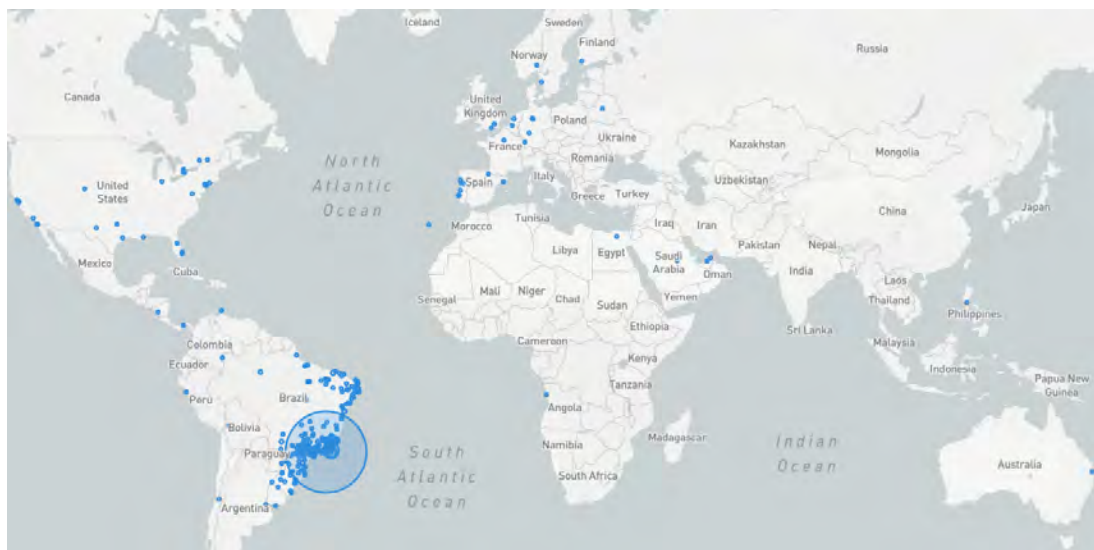 Iceland
Sweden
Finland
Norway
Russia
Canada
United
Kingdom
Poland
Ukraine
France
Kazakhstan
Mongolia
Romania
North
Atlantic
Ocean
United
States
Spain
Italy
Uzbekistan
Greece
Turkey
China
Japan
Tunisia
Morocco
Iraq
Iran
Mexico
Cuba
Libya
Egypt
Saudi
Arabia
Pakistan
Nepal
Oman
India
Laos
Senegal
Mali
Niger
Chad
Sudan
Yemen
Thailand
Philippines
Ethiopia
Sri Lanka
Colombia
Cameroon
Malaysia
Ecuador
Kenya
Indonesia
Brazil
Tanzania
Papua New
Guinea
Perú
Angola
Bolivia
Madagascar
Namibia
Indian
Ocean
Paraguay
South
Atlantic
Ocean
Australia
South Africa
Argentina